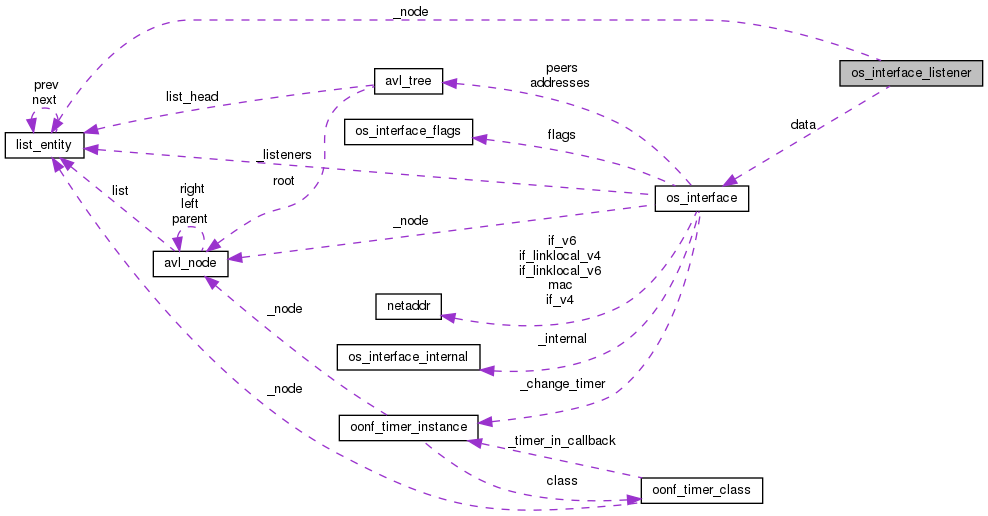 _node
os_interface_listener
prev
next
avl_tree
peers
addresses
list_head
os_interface_flags
flags
data
list_entity
_listeners
root
list
right
left
parent
os_interface
_node
avl_node
if_v6
if_linklocal_v4
if_linklocal_v6
mac
if_v4
netaddr
_node
_internal
os_interface_internal
_change_timer
_node
oonf_timer_instance
_timer_in_callback
class
oonf_timer_class